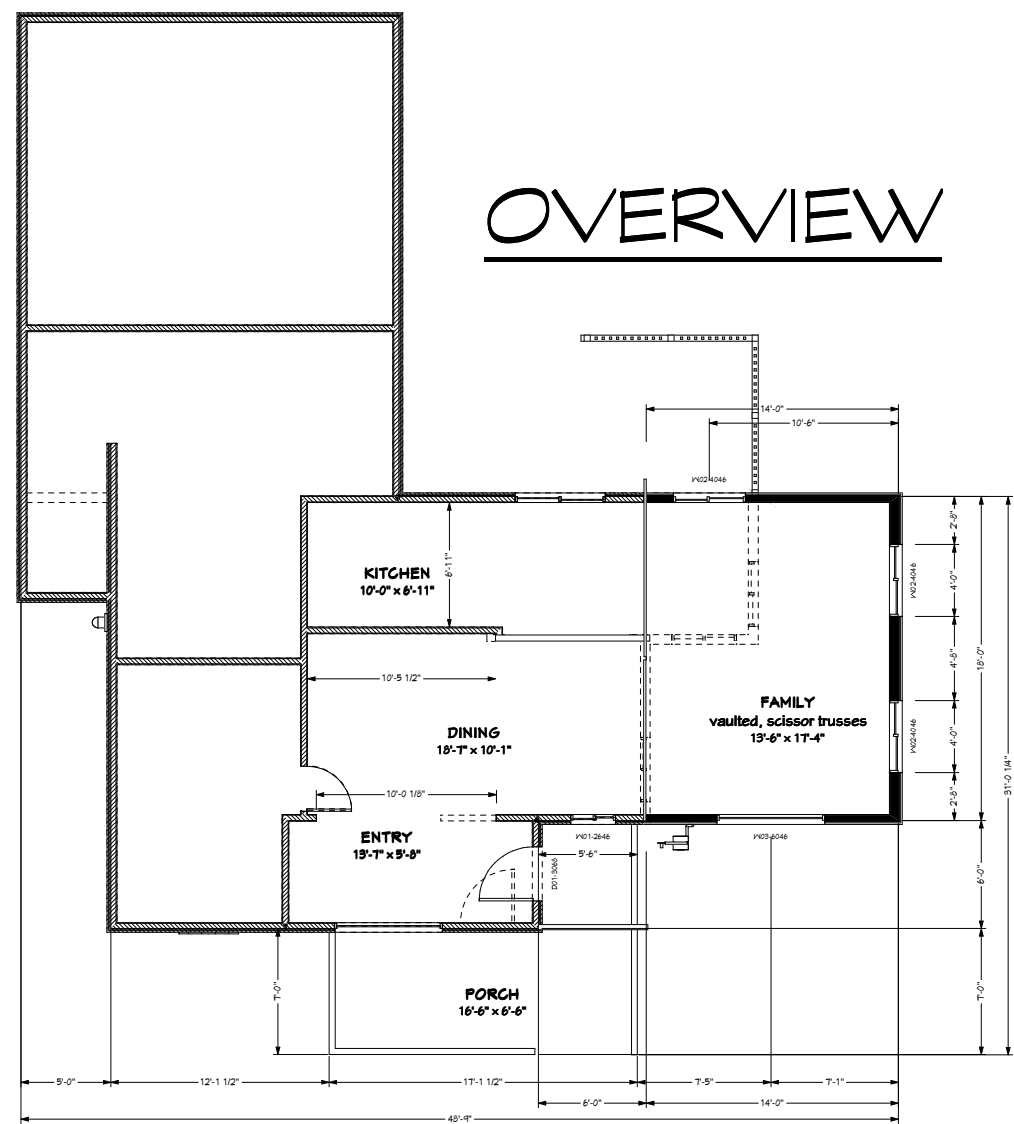 OVERVIEW
14'-0"
10'-6"
W02-4046
2'-8"
KITCHEN
10'-0" x 6'-11"
6'-11"
4'-0"
W02-4046
4'-8"
18'-0"
10'-5 1/2"
FAMILY
vaulted, scissor trusses
13'-6" x 17'-4"
DINING
18'-7" x 10'-1"
4'-0"
W02-4046
31'-0 1/4"
10'-0 1/8"
2'-8"
ENTRY
13'-7" x 5'-8"
W01-2646
W03-6046
5'-6"
D01-3068
6'-0"
PORCH
16'-6" x 6'-6"
7'-0"
7'-0"
5'-0"
12'-1 1/2"
17'-1 1/2"
7'-5"
7'-1"
6'-0"
14'-0"
48'-9"